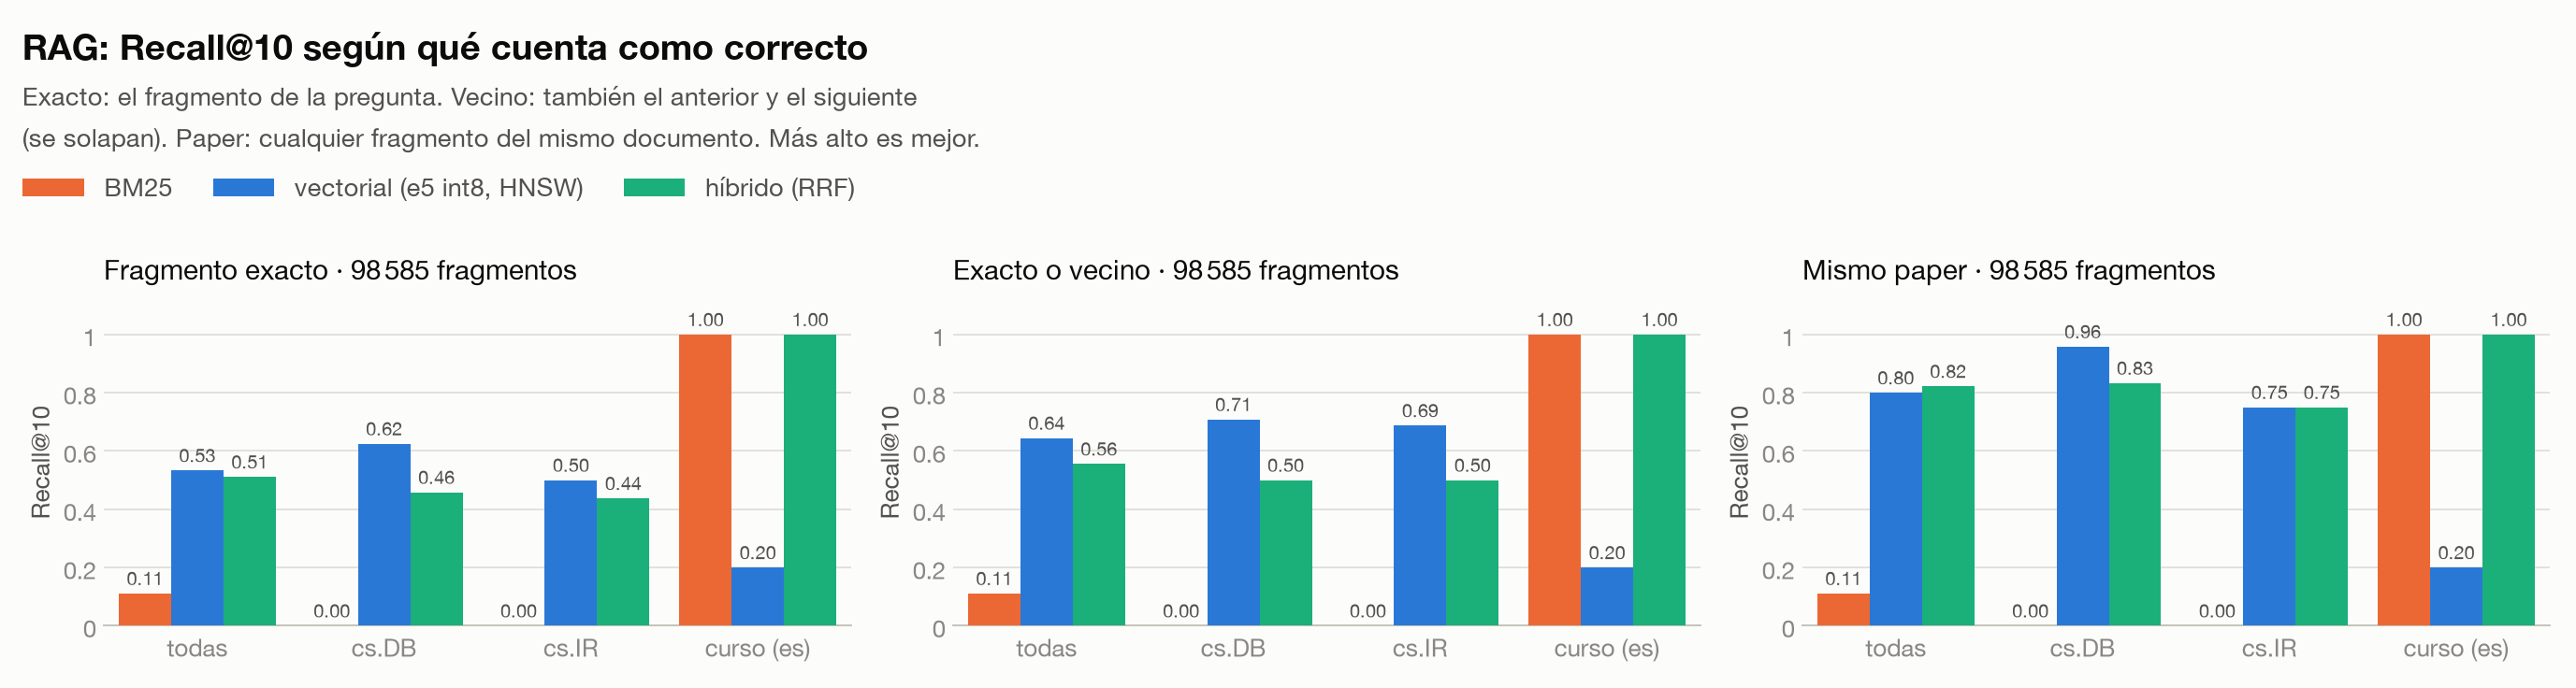 RAG: Recall@10 según qué cuenta como correcto
Exacto: el fragmento de la pregunta. Vecino: también el anterior y el siguiente
(se solapan). Paper: cualquier fragmento del mismo documento. Más alto es mejor.
BM25 vectorial (e5 int8, HNSW) híbrido (RRF)
Fragmento exacto · 98 585 fragmentos
Recall@10
1
0.8
0.6
0.4
0.2
0
0.11 0.53 0.51
0.00 0.62 0.46
0.00 0.50 0.44
1.00 0.20 1.00
todas cs.DB cs.IR curso (es)
Exacto o vecino · 98 585 fragmentos
Recall@10
1
0.8
0.6
0.4
0.2
0
0.11 0.64 0.56
0.00 0.71 0.50
0.00 0.69 0.50
1.00 0.20 1.00
todas cs.DB cs.IR curso (es)
Mismo paper · 98 585 fragmentos
Recall@10
1
0.8
0.6
0.4
0.2
0
0.11 0.80 0.82
0.00 0.96 0.83
0.00 0.75 0.75
1.00 0.20 1.00
todas cs.DB cs.IR curso (es)